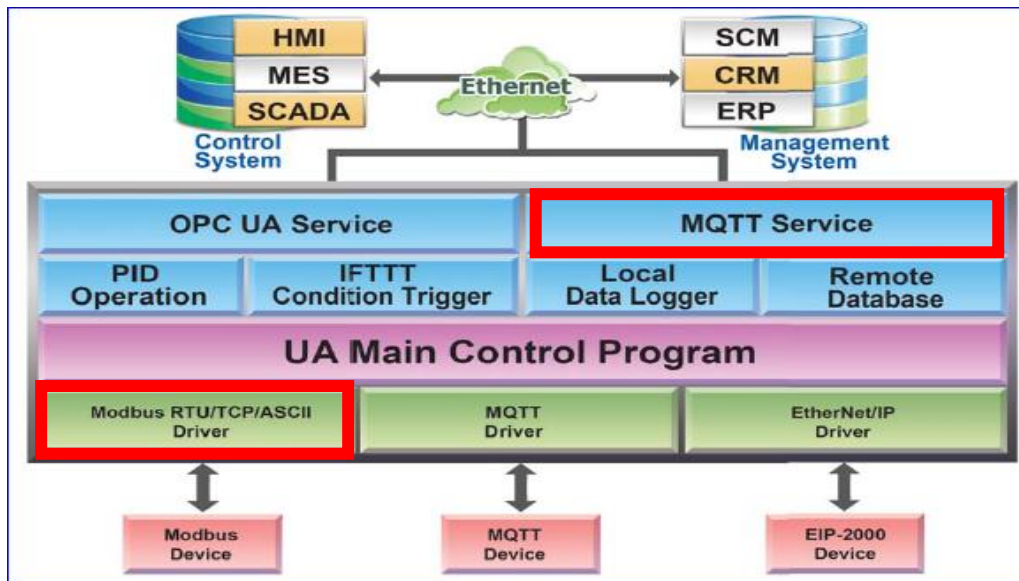 HMI
MES
SCADA
Control
System
Ethernet
SCM
CRM
ERP
Management
System
OPC UA Service
MQTT Service
PID
Operation
IFTTT
Condition Trigger
Local
Data Logger
Remote
Database
UA Main Control Program
Modbus RTU/TCP/ASCII
Driver
MQTT
Driver
EtherNet/IP
Driver
Modbus
Device
MQTT
Device
EIP-2000
Device